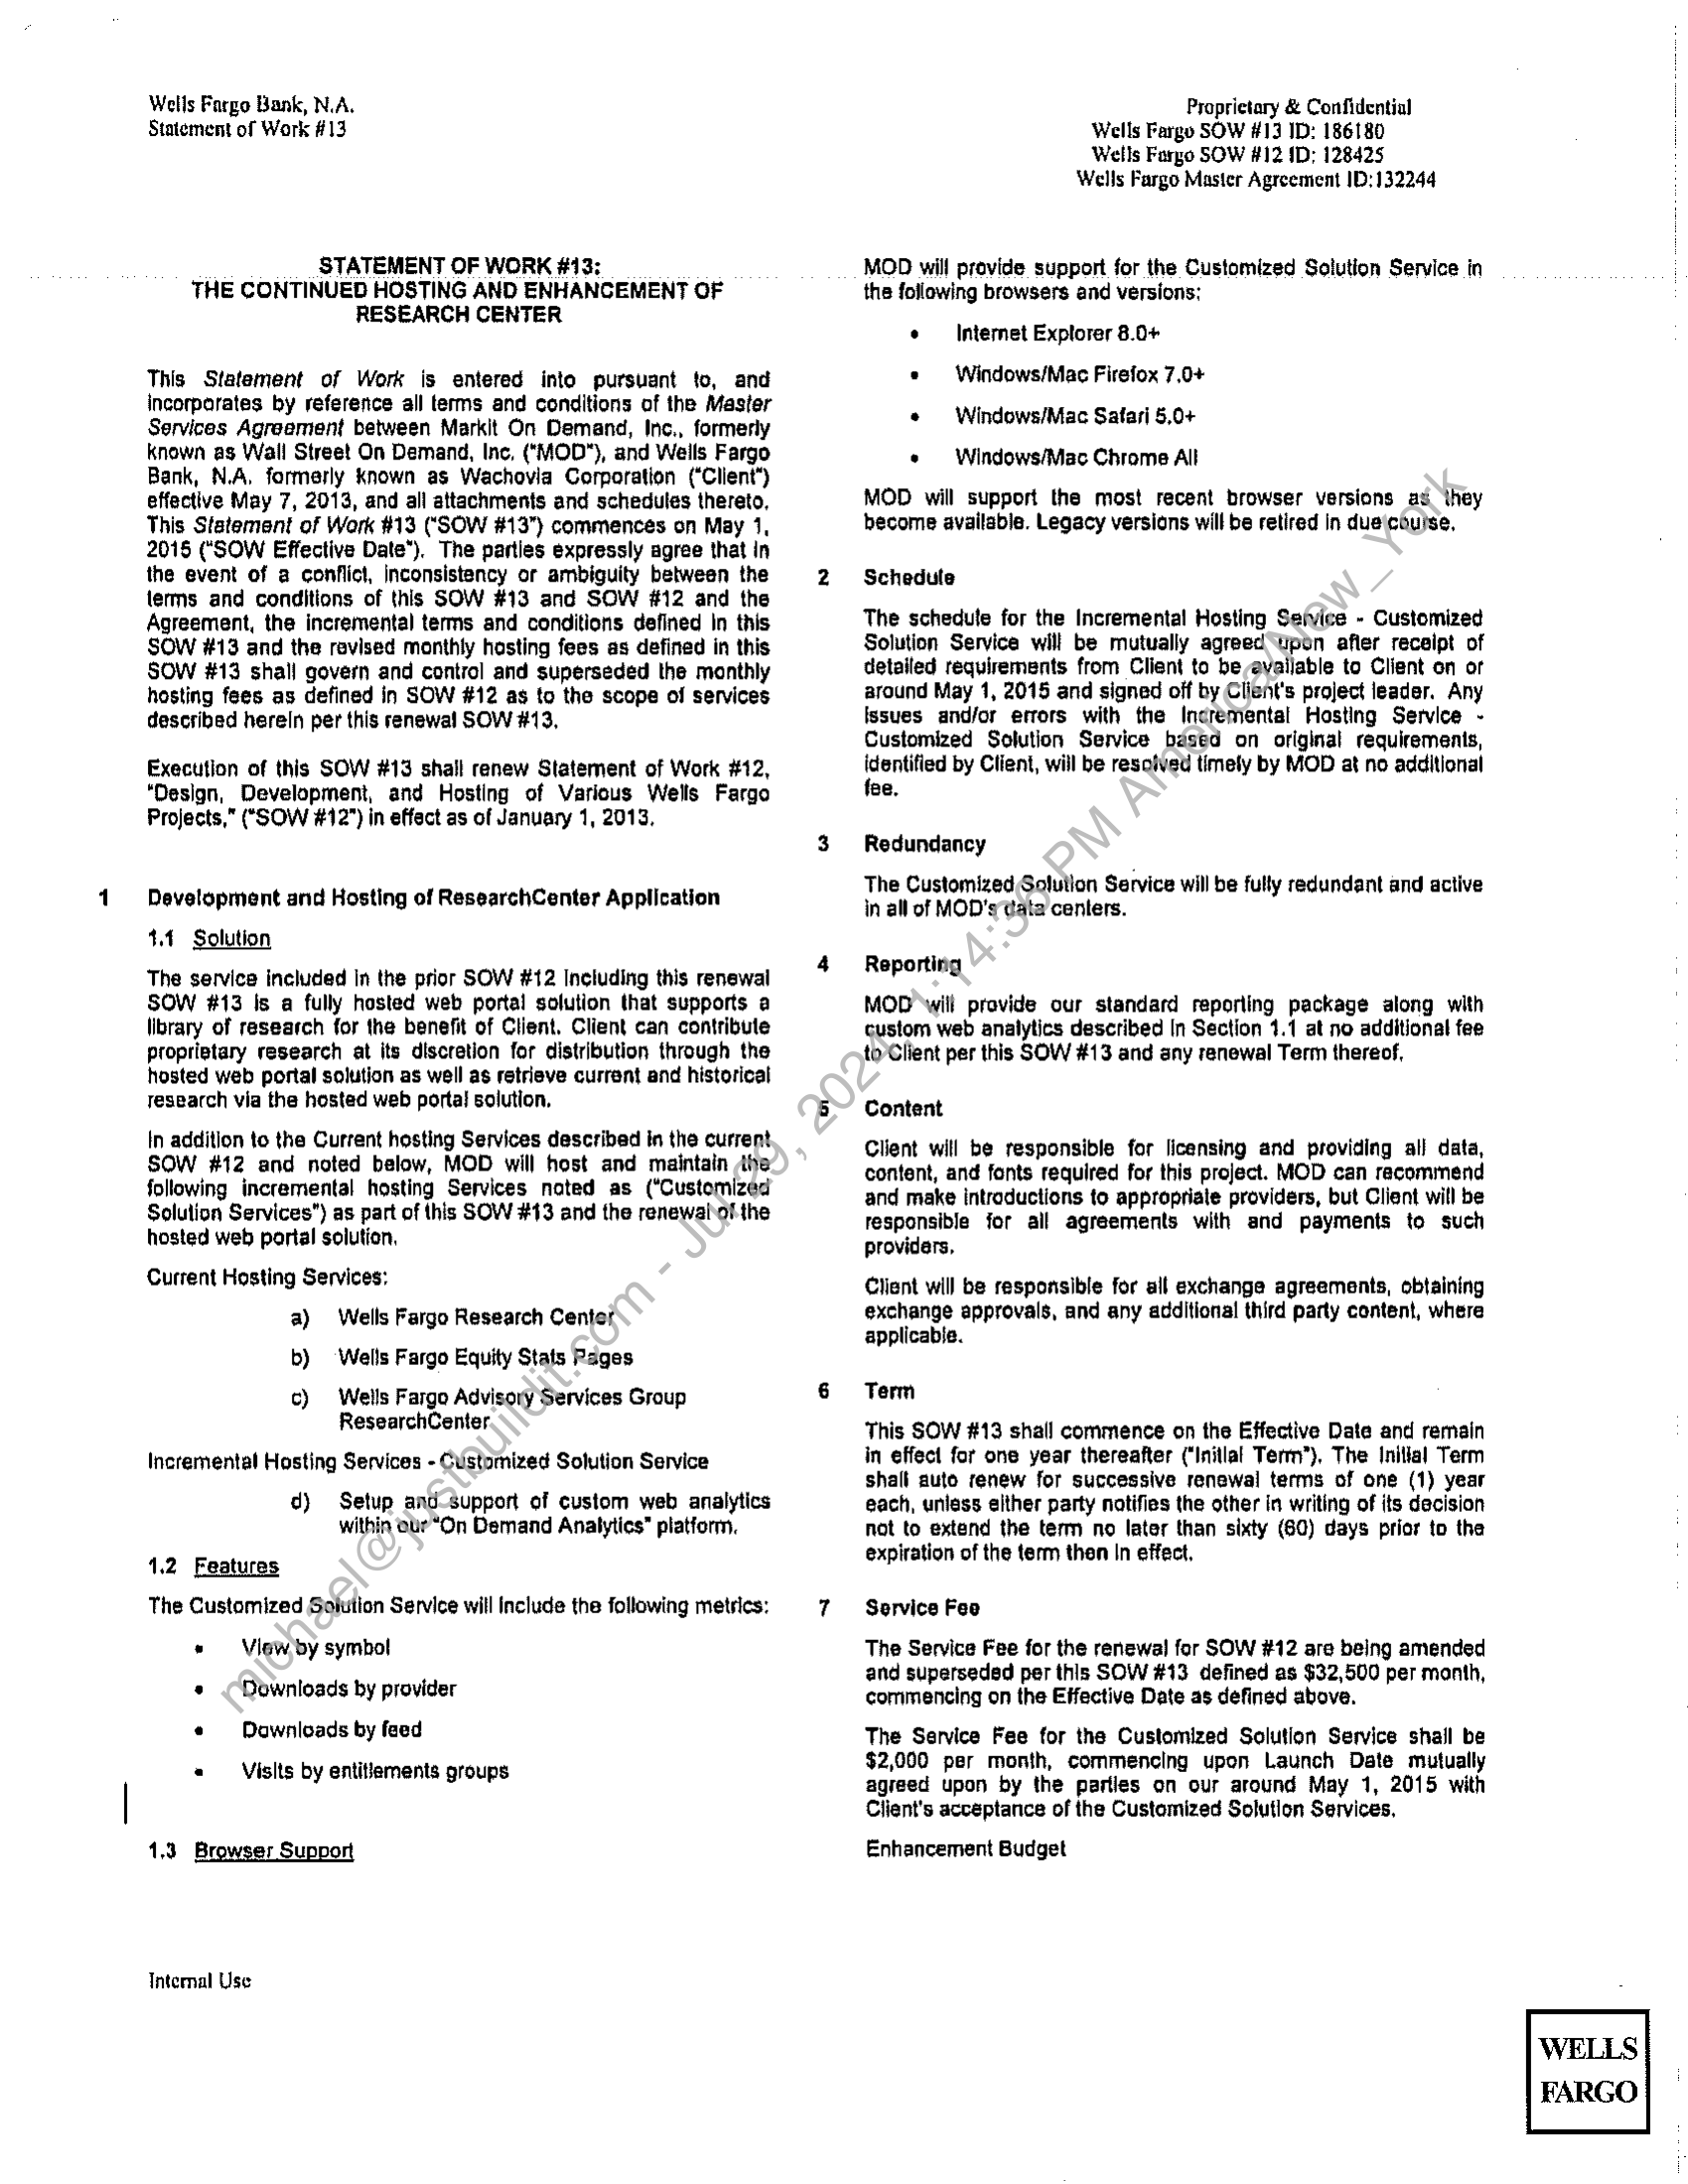 Wells Fargo Bank, N.A.
Statement of Work #13
Proprietary & Confidential
Wells Fargo SOW #13 ID: 186180
Wells Fargo SOW #12 ID: 128425
Wells Fargo Master Agreement ID:132244
STATEMENT OF WORK #13:
THE CONTINUED HOSTING AND ENHANCEMENT OF
RESEARCH CENTER
This Statement of Work is entered into pursuant to, and
incorporates by reference all terms and conditions of the Master
Services Agreement between Markit On Demand, Inc., formerly
known as Wall Street On Demand, Inc. ("MOD"), and Wells Fargo
Bank, N.A. formerly known as Wachovia Corporation ("Client")
effective May 7, 2013, and all attachments and schedules thereto.
This Statement of Work #13 ("SOW #13") commences on May 1,
2015 ("SOW Effective Date"). The parties expressly agree that in
the event of a conflict, inconsistency or ambiguity between the
terms and conditions of this SOW #13 and SOW #12 and the
Agreement, the incremental terms and conditions defined in this
SOW #13 and the revised monthly hosting fees as defined in this
SOW #13 shall govern and control and superseded the monthly
hosting fees as defined in SOW #12 as to the scope of services
described herein per this renewal SOW #13.
Execution of this SOW #13 shall renew Statement of Work #12,
"Design, Development, and Hosting of Various Wells Fargo
Projects," ("SOW #12") in effect as of January 1, 2013.
1 Development and Hosting of ResearchCenter Application
1.1 Solution
The service included in the prior SOW #12 including this renewal
SOW #13 is a fully hosted web portal solution that supports a
library of research for the benefit of Client. Client can contribute
proprietary research at its discretion for distribution through the
hosted web portal solution as well as retrieve current and historical
research via the hosted web portal solution.
In addition to the Current hosting Services described in the current
SOW #12 and noted below, MOD will host and maintain the
following incremental hosting Services noted as ("Customized
Solution Services") as part of this SOW #13 and the renewal of the
hosted web portal solution.
Current Hosting Services:
a) Wells Fargo Research Center
b) Wells Fargo Equity Stats Pages
c) Wells Fargo Advisory Services Group
ResearchCenter
Incremental Hosting Services - Customized Solution Service
d) Setup and support of custom web analytics
within our "On Demand Analytics" platform.
1.2 Features
The Customized Solution Service will include the following metrics:
• View by symbol
• Downloads by provider
• Downloads by feed
• Visits by entitlements groups
1.3 Browser Support
MOD will provide support for the Customized Solution Service in
the following browsers and versions:
• Internet Explorer 8.0+
• Windows/Mac Firefox 7.0+
• Windows/Mac Safari 5.0+
• Windows/Mac Chrome All
MOD will support the most recent browser versions as they
become available. Legacy versions will be retired in due course.
2 Schedule
The schedule for the Incremental Hosting Service - Customized
Solution Service will be mutually agreed upon after receipt of
detailed requirements from Client to be available to Client on or
around May 1, 2015 and signed off by Client's project leader. Any
issues and/or errors with the Incremental Hosting Service -
Customized Solution Service based on original requirements,
identified by Client, will be resolved timely by MOD at no additional
fee.
3 Redundancy
The Customized Solution Service will be fully redundant and active
in all of MOD's data centers.
4 Reporting
MOD will provide our standard reporting package along with
custom web analytics described in Section 1.1 at no additional fee
to Client per this SOW #13 and any renewal Term thereof.
5 Content
Client will be responsible for licensing and providing all data,
content, and fonts required for this project. MOD can recommend
and make introductions to appropriate providers, but Client will be
responsible for all agreements with and payments to such
providers.
Client will be responsible for all exchange agreements, obtaining
exchange approvals, and any additional third party content, where
applicable.
6 Term
This SOW #13 shall commence on the Effective Date and remain
in effect for one year thereafter ("Initial Term"). The Initial Term
shall auto renew for successive renewal terms of one (1) year
each, unless either party notifies the other in writing of its decision
not to extend the term no later than sixty (60) days prior to the
expiration of the term then in effect.
7 Service Fee
The Service Fee for the renewal for SOW #12 are being amended
and superseded per this SOW #13 defined as $32,500 per month,
commencing on the Effective Date as defined above.
The Service Fee for the Customized Solution Service shall be
$2,000 per month, commencing upon Launch Date mutually
agreed upon by the parties on our around May 1, 2015 with
Client's acceptance of the Customized Solution Services.
Enhancement Budget
Internal Use
WELLS
FARGO
michael@justbuildit.com - Jul 29, 2024, 1:14:36 PM America/New_York